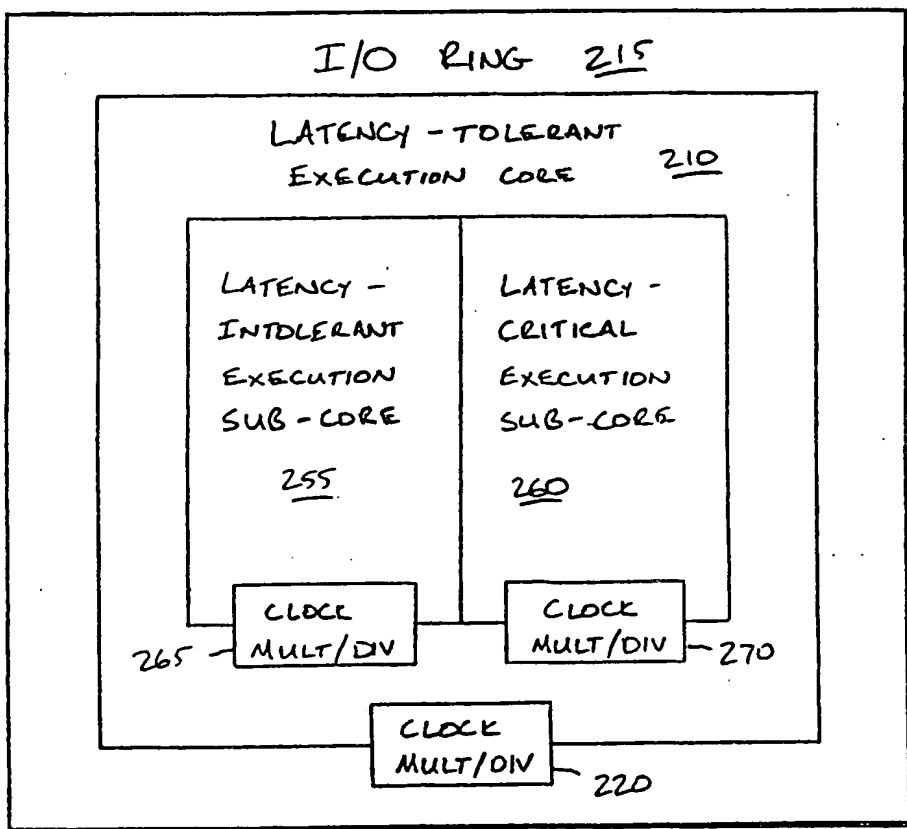 I/O RING 215
LATENCY-TOLERANT
EXECUTION CORE 210
LATENCY-
INTOLERANT
EXECUTION
SUB-CORE
255
LATENCY-
CRITICAL
EXECUTION
SUB-CORE
260
CLOCK
MULT/DIV
265
CLOCK
MULT/DIV
270
CLOCK
MULT/DIV
220